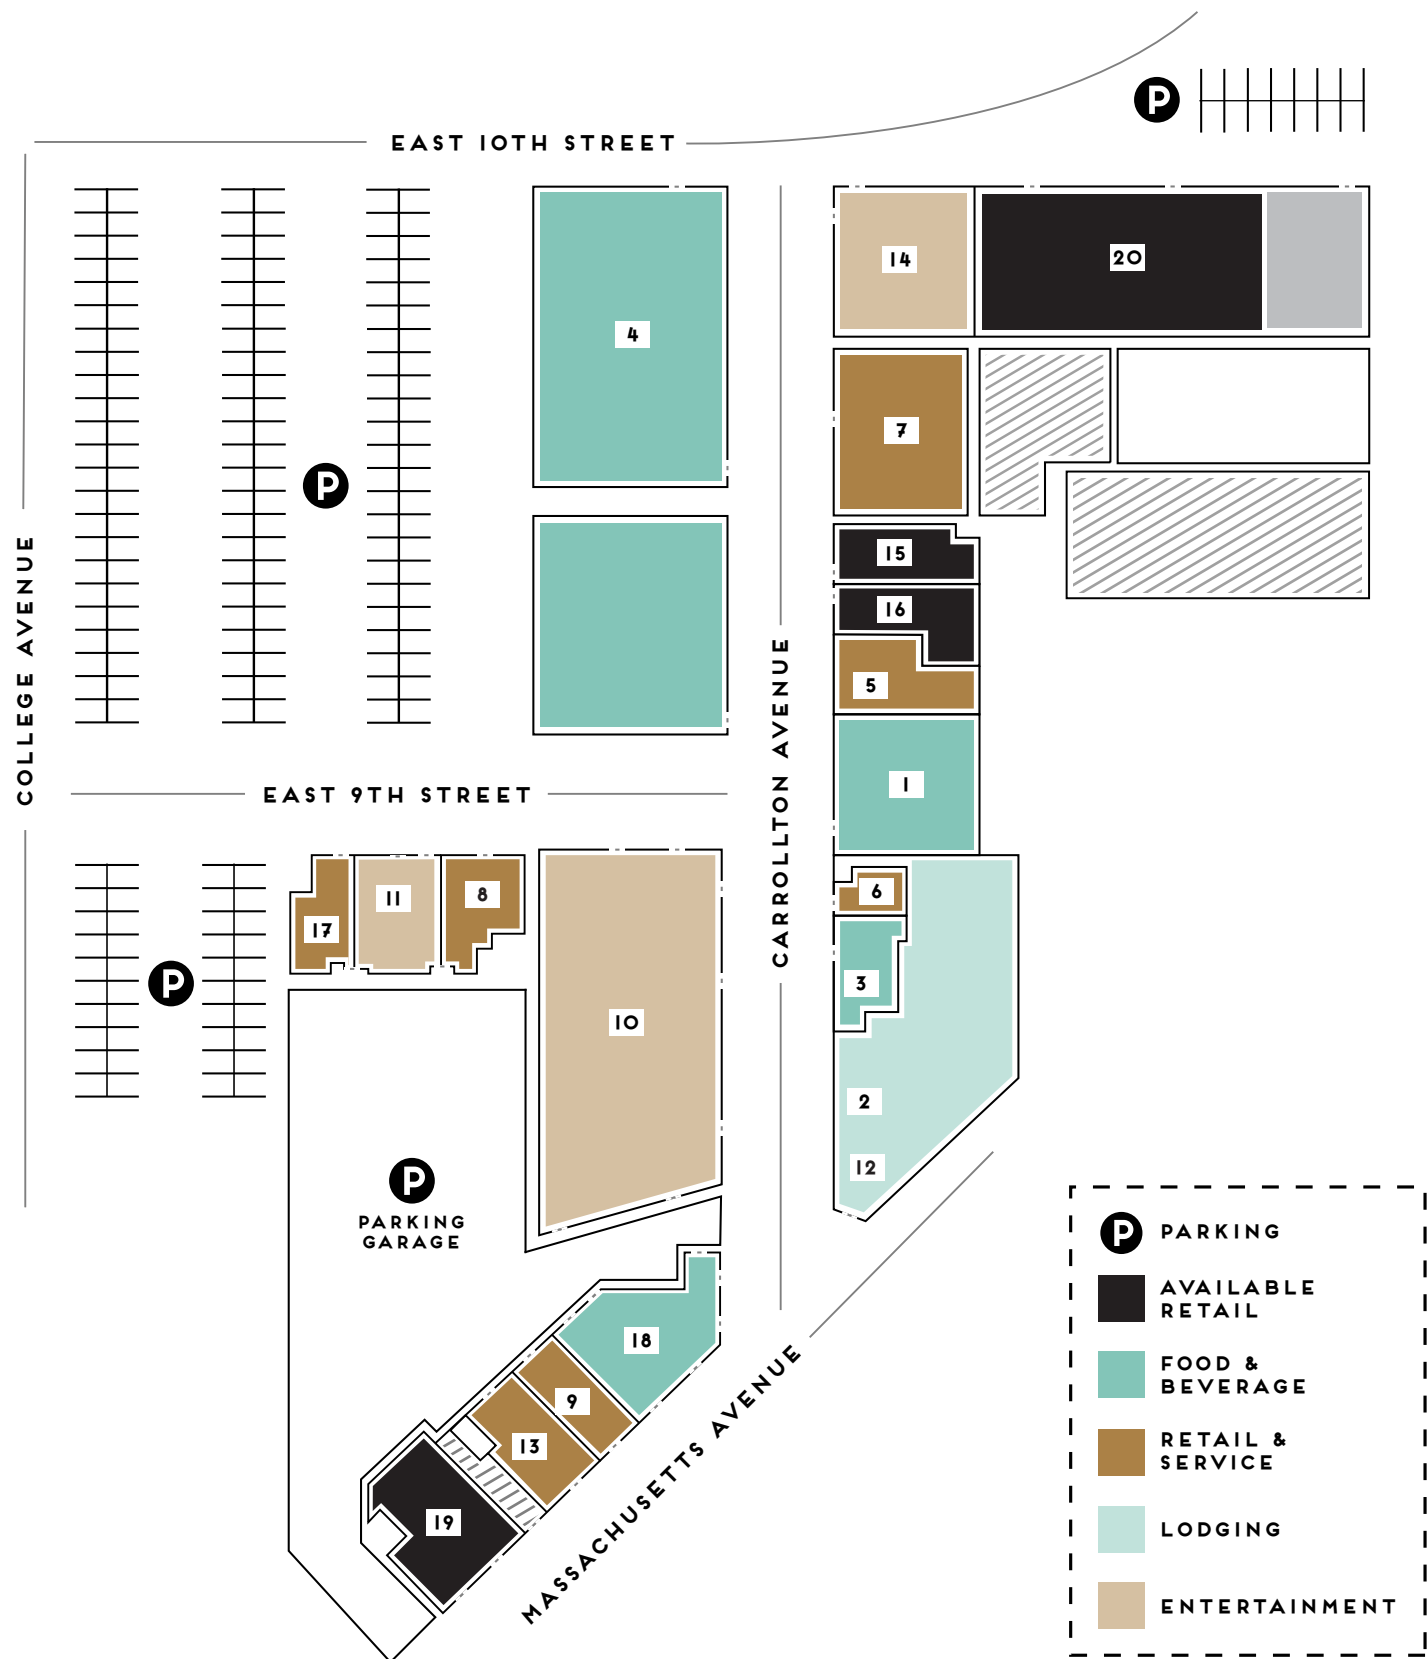 P
EAST 10TH STREET
14
20
4
7
P
15
COLLEGE AVENUE
16
CARROLLTON AVENUE
5
1
EAST 9TH STREET
6
8
11
17
3
P
10
2
12
P
PARKING
GARAGE
18
9
13
19
MASSACHUSETTS AVENUE
P PARKING
AVAILABLE
RETAIL
FOOD &
BEVERAGE
RETAIL &
SERVICE
LODGING
ENTERTAINMENT